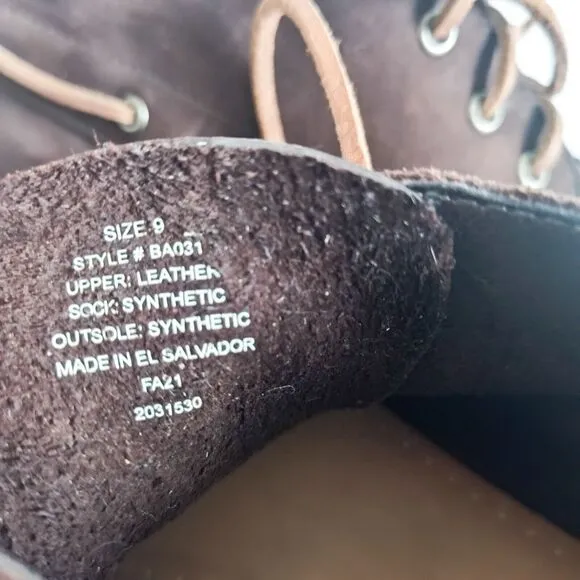 SIZE 9
STYLE # BA031
UPPER: LEATHER
SOCK: SYNTHETIC
OUTSOLE: SYNTHETIC
MADE IN EL SALVADOR
FA21
2031530